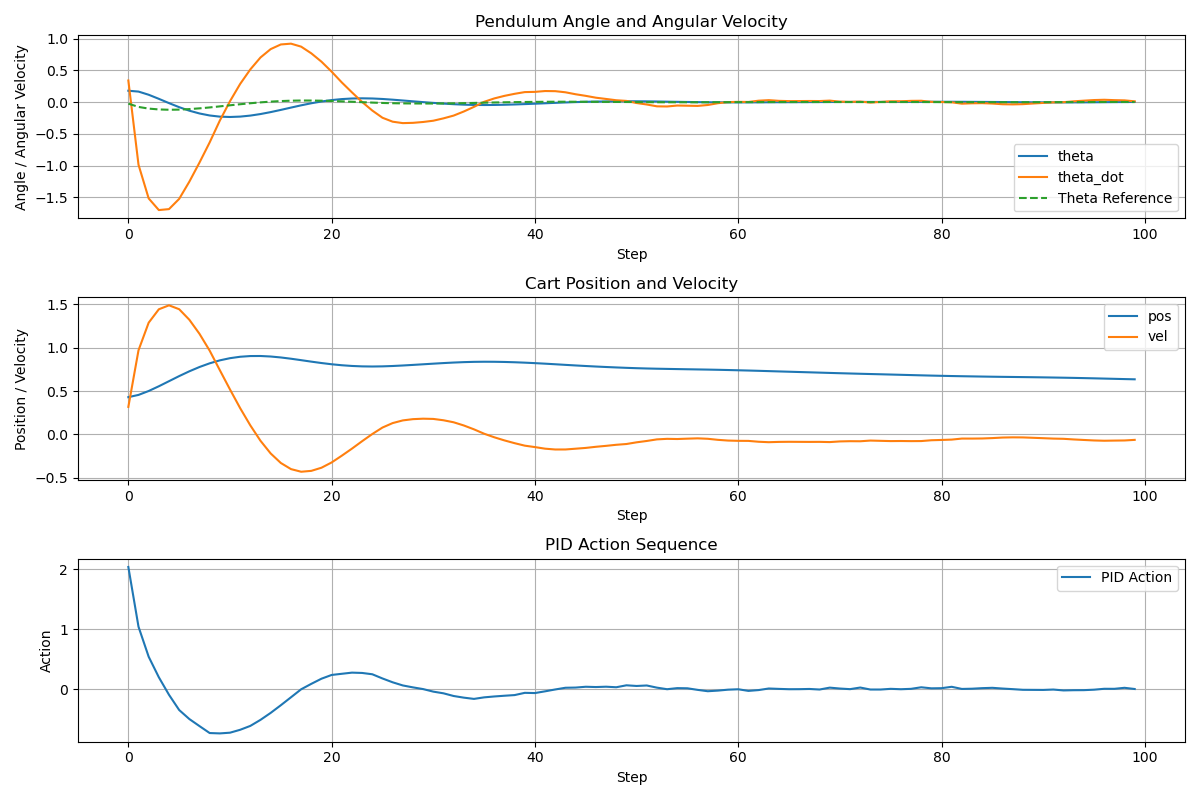 Pendulum Angle and Angular Velocity
Angle / Angular Velocity
1.0
0.5
0.0
−0.5
−1.0
−1.5
theta
theta_dot
Theta Reference
0 20 40 60 80 100
Step
Cart Position and Velocity
Position / Velocity
1.5
1.0
0.5
0.0
−0.5
pos
vel
0 20 40 60 80 100
Step
PID Action Sequence
Action
2
1
0
PID Action
0 20 40 60 80 100
Step